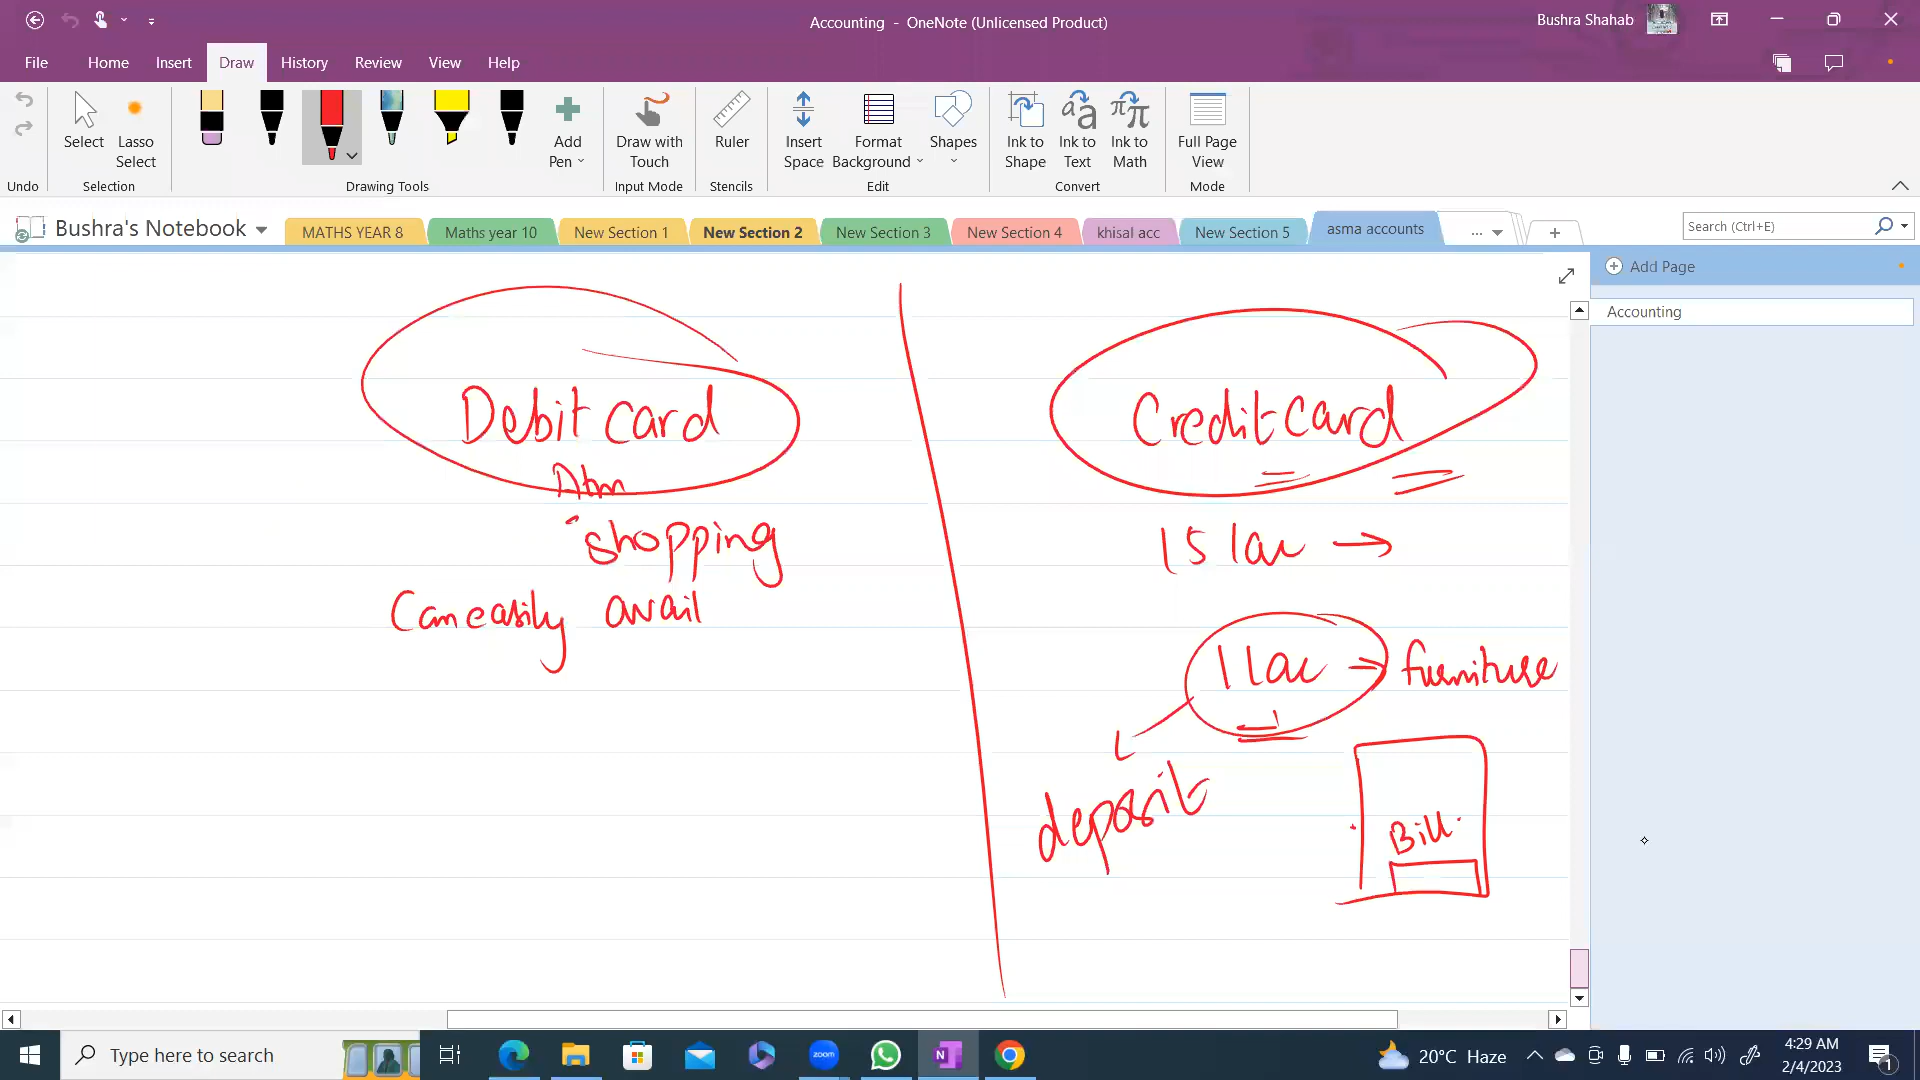 Accounting - OneNote (Unlicensed Product)
Bushra Shahab
File Home Insert Draw History Review View Help
Select
Lasso Select
Add Pen
Draw with Touch
Ruler
Insert Space
Format Background
Shapes
Ink to Shape
Ink to Text
Ink to Math
Full Page View
Undo Selection Drawing Tools Input Mode Stencils Edit Convert Mode
Bushra's Notebook
MATHS YEAR 8 Maths year 10 New Section 1 New Section 2 New Section 3 New Section 4 khisal acc New Section 5 asma accounts ... +
Search (Ctrl+E)
Add Page
Accounting
Debit card
Atm
shopping
Can easily avail
Credit card
15 lac →
1 lac → furniture
deposit
Bill
Type here to search
zoom
20°C Haze
4:29 AM
2/4/2023
1